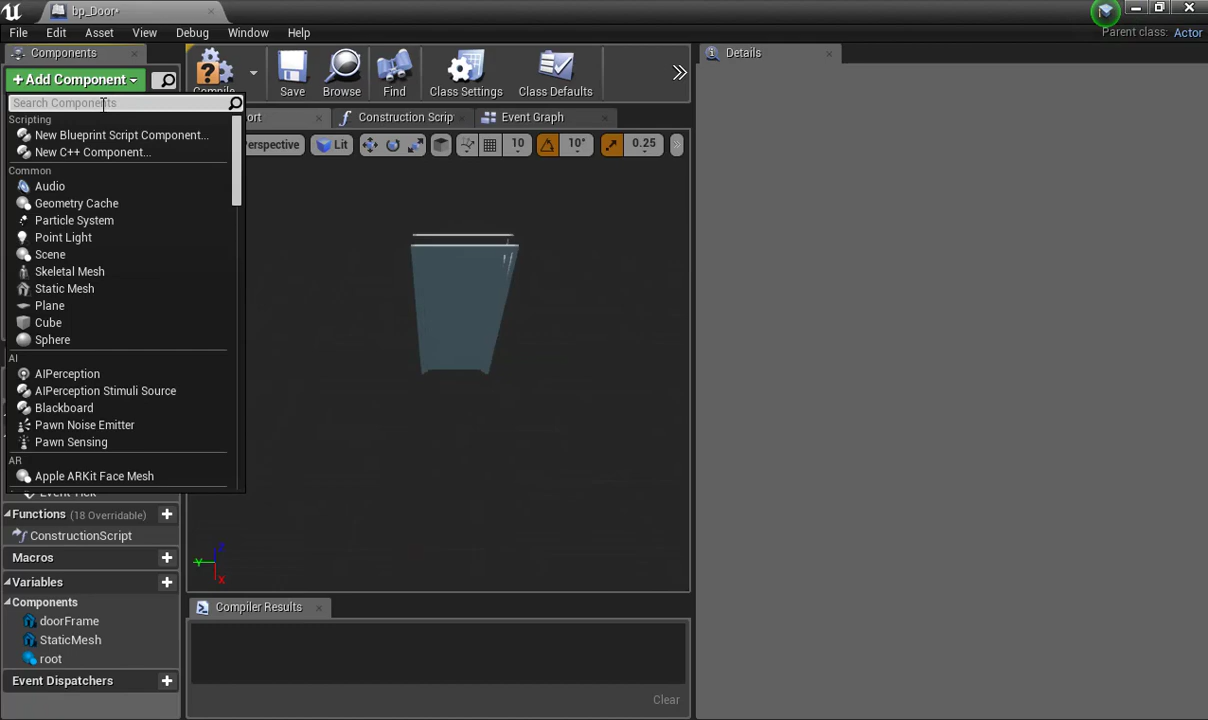 bp_Door*
File Edit Asset View Debug Window Help
Parent class: Actor
Components
Details
+Add Component
Compile Save Browse Find Class Settings Class Defaults
Search Components
Construction Scrip
Event Graph
Scripting
New Blueprint Script Component...
New C++ Component...
Lit
10
10°
0.25
Common
Audio
Geometry Cache
Particle System
Point Light
Scene
Skeletal Mesh
Static Mesh
Plane
Cube
Sphere
AI
AIPerception
AIPerception Stimuli Source
Blackboard
Pawn Noise Emitter
Pawn Sensing
AR
Apple ARKit Face Mesh
Event Tick
Functions (18 Overridable)
ConstructionScript
Macros
Variables
Components
doorFrame
StaticMesh
root
Event Dispatchers
Z
Y
X
Compiler Results
Clear